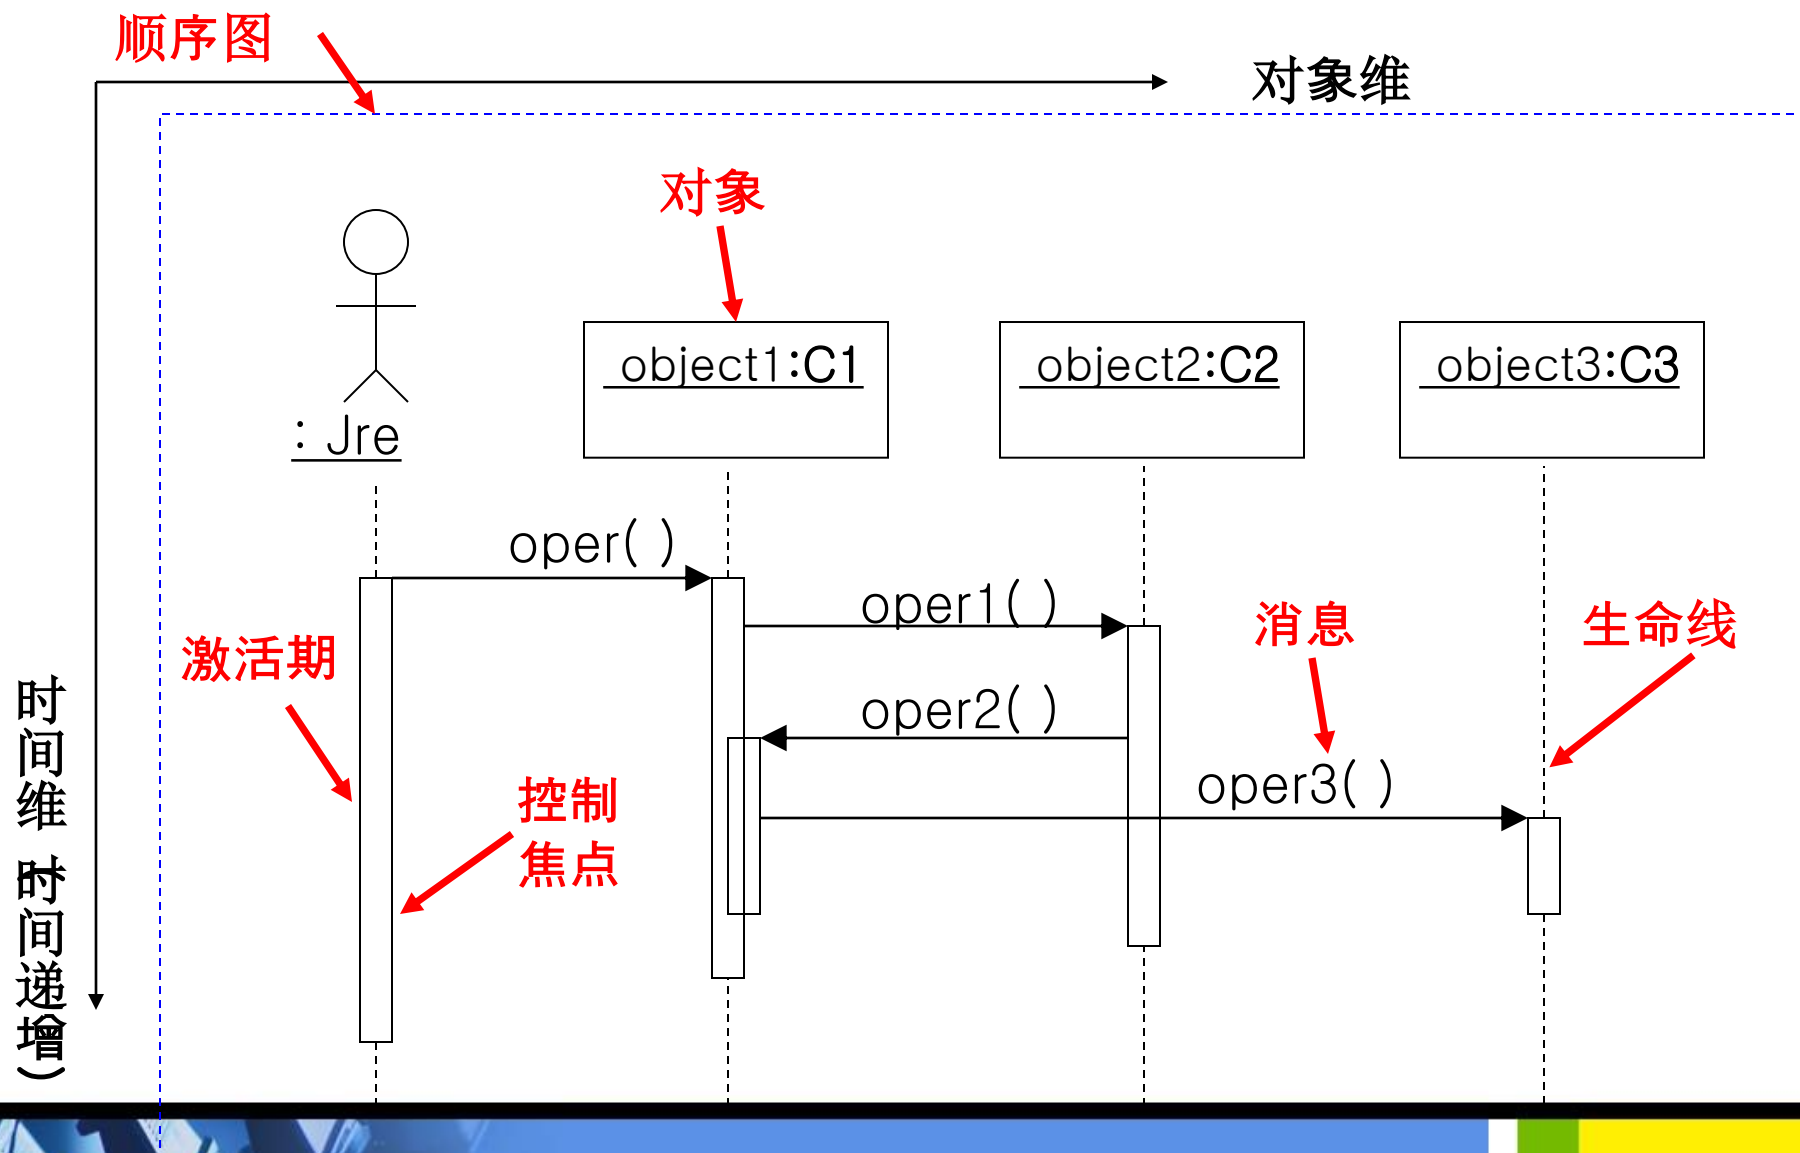 顺序图
对象维
对象
object1:C1
object2:C2
object3:C3
: Jre
oper( )
oper1( )
消息
生命线
激活期
oper2( )
oper3( )
控制
焦点
时间维(时间递增)